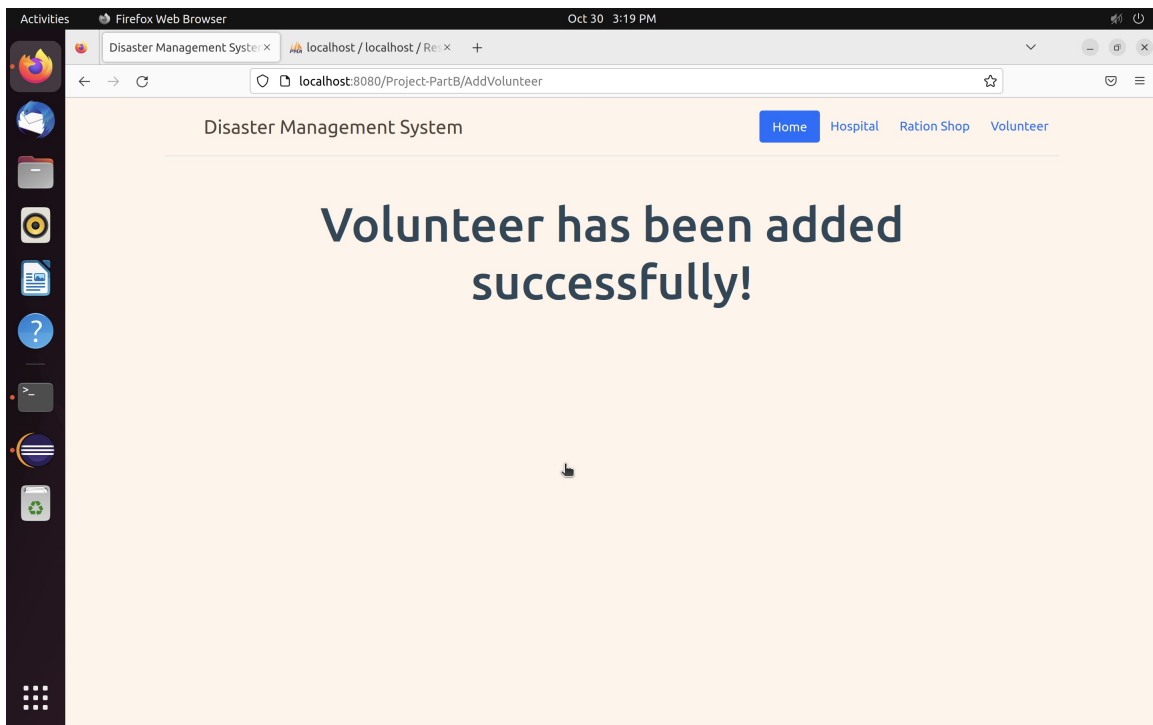 Activities
Firefox Web Browser
Oct 30 3:19 PM
Disaster Management System
localhost / localhost / Res
localhost:8080/Project-PartB/AddVolunteer
Disaster Management System
Home
Hospital
Ration Shop
Volunteer
Volunteer has been added
successfully!